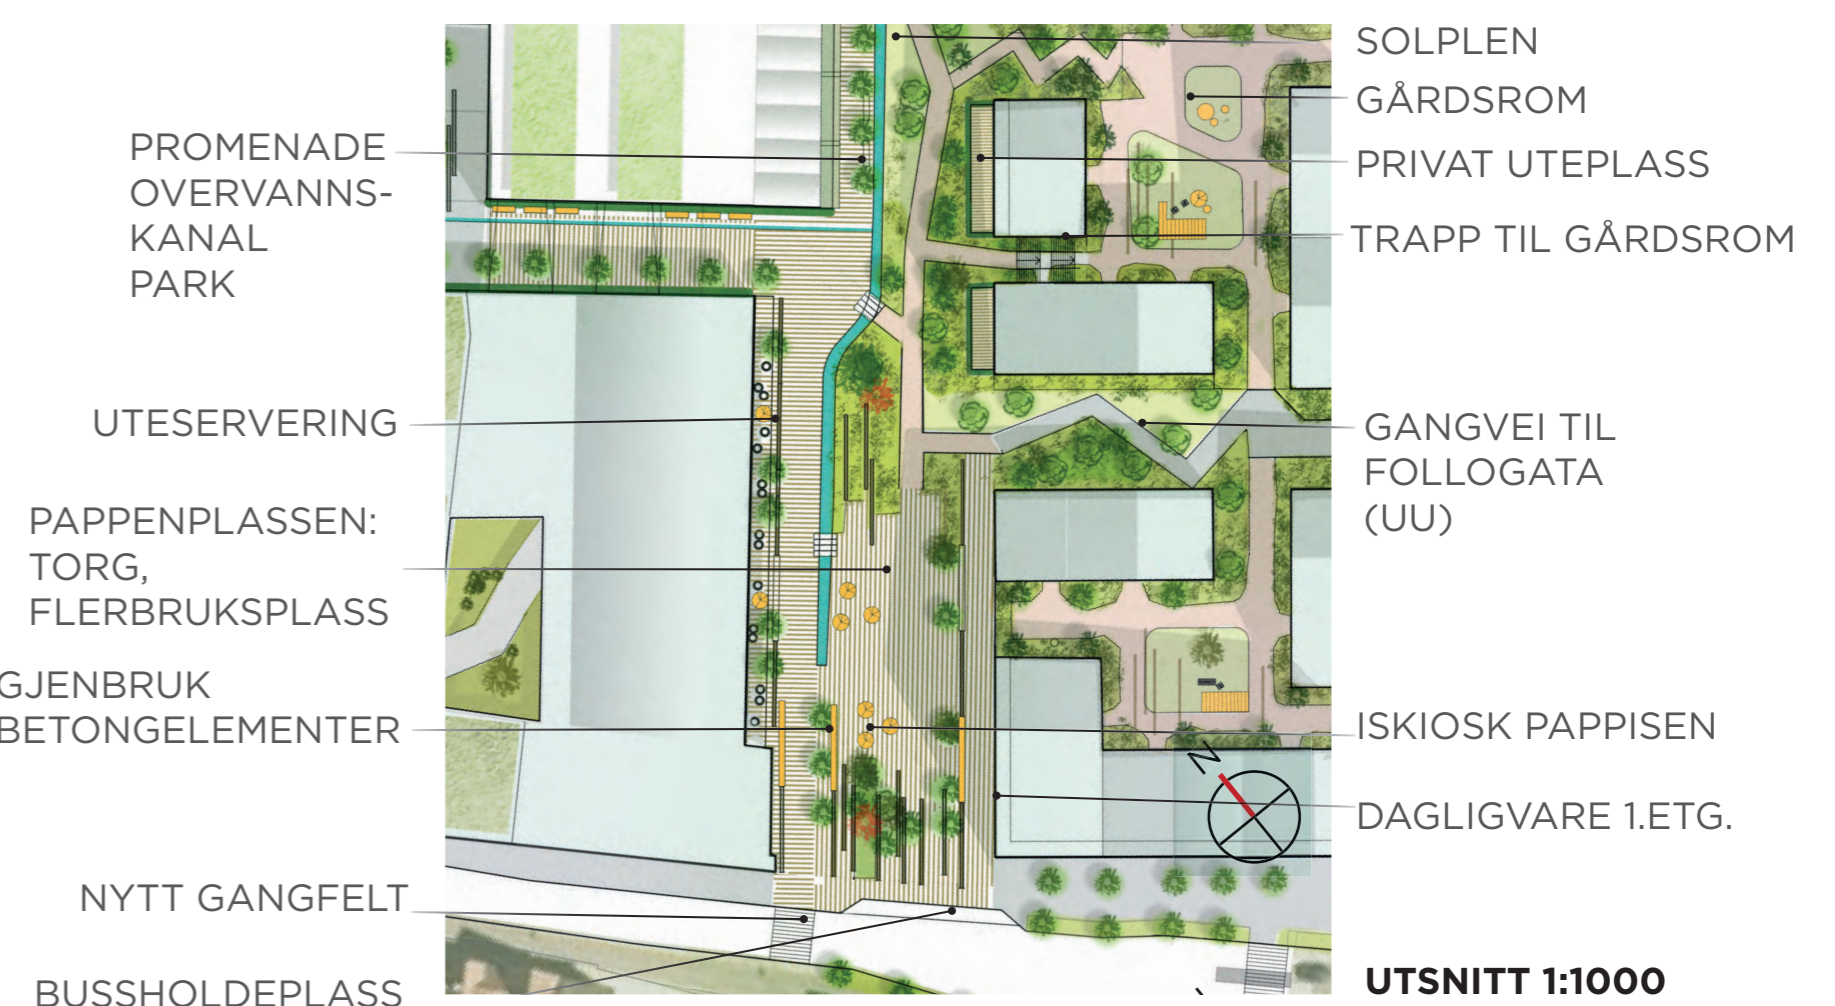 PROMENADE
OVERVANNS-
KANAL
PARK
UTESERVERING
PAPPENPLASSEN:
TORG,
FLERBRUKSPLASS
GJENBRUK
BETONGELEMENTER
NYTT GANGFELT
BUSSHOLDEPLASS
SOLPLEN
GÅRDSROM
PRIVAT UTEPLASS
TRAPP TIL GÅRDSROM
GANGVEI TIL
FOLLOGATA
(UU)
ISKIOSK PAPPISEN
DAGLIGVARE 1.ETG.
N
UTSNITT 1:1000